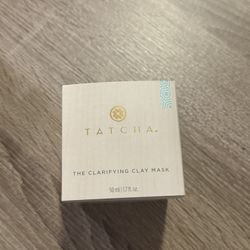 TATCHA
THE CLARIFYING CLAY MASK
50 ml | 1.7 fl. oz.